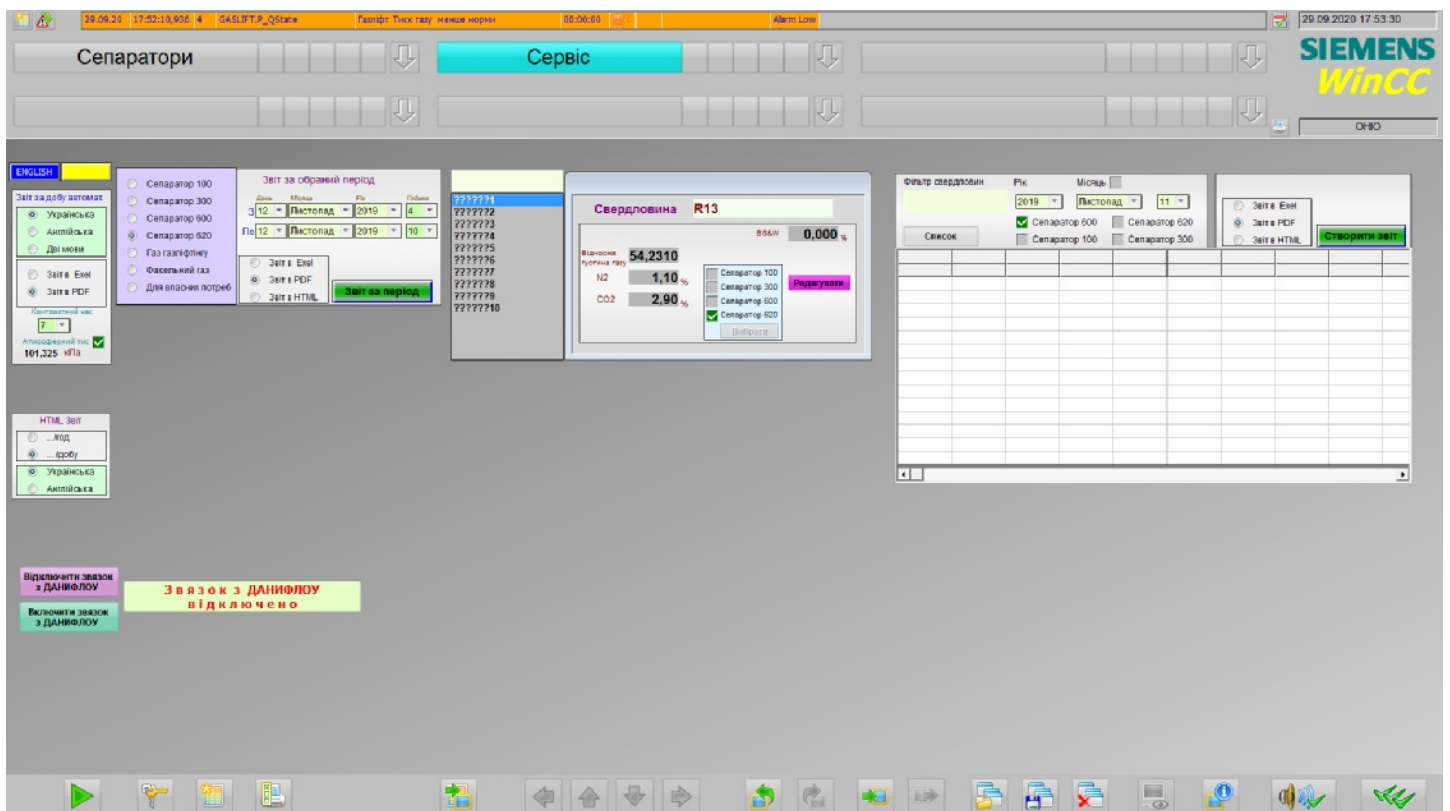 29.09.20 17:52:10,936 4 GASLIFT.P_QState Газліфт Тиск газу менше норми 00:00:00 Alarm Low
29.09.2020 17:53:30
Сепаратори
Сервіс
SIEMENS
WinCC
ОНЮ
ENGLISH
Звіт за добу автомат.
Українська
Англійська
Дві мови
Звіт в Exel
Звіт в PDF
Контрактний час
7
Атмосферний тис
101,325 кПа
Сепаратор 100
Сепаратор 300
Сепаратор 600
Сепаратор 620
Газ газліфтінгу
Факельний газ
Для власних потреб
Звіт за обраний період
День Місяць Рік Година
З 12 Листопад 2019 4
По 12 Листопад 2019 10
Звіт в Exel
Звіт в PDF
Звіт в HTML
Звіт за період
??????1
??????2
??????3
??????4
??????5
??????6
??????7
??????8
??????9
??????10
Свердловина R13
BS&W 0,000 %
Відносна густина газу 54,2310
N2 1,10 %
CO2 2,90 %
Сепаратор 100
Сепаратор 300
Сепаратор 600
Сепаратор 620
Вибрати
Редагувати
Фільтр свердловин
Рік
Місяць
2019 Листопад 11
Сепаратор 600 Сепаратор 620
Сепаратор 100 Сепаратор 300
Список
Звіт в Exel
Звіт в PDF
Звіт в HTML
Створити звіт
HTML Звіт
.../год
... /добу
Українська
Англійська
Відключити звязок
з ДАНИФЛОУ
Включити звязок
з ДАНИФЛОУ
Звязок з ДАНИФЛОУ
відключено